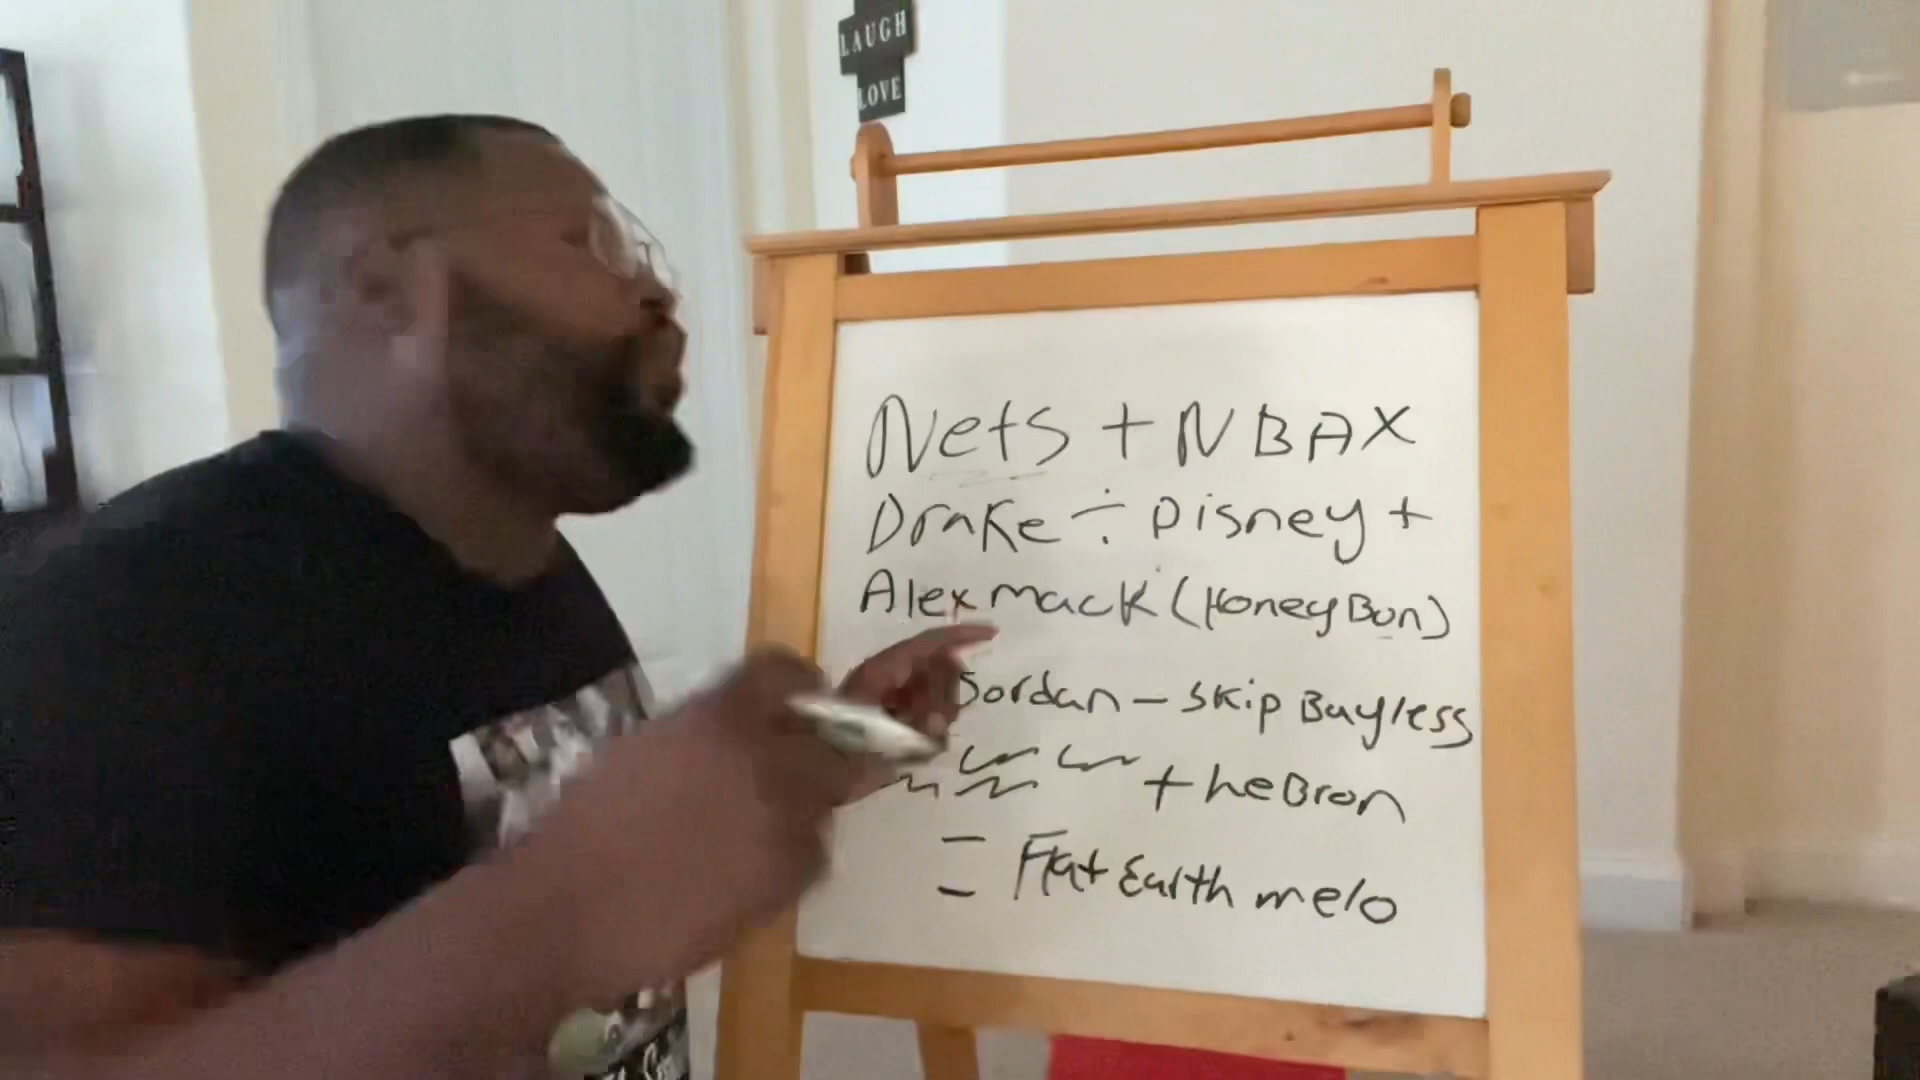 LAUGH
LOVE
Nets + NBA X
Drake ÷ Disney +
Alex mack (Honey Bun)
Jordan - Skip Bayless
+ LeBron
= Flat Earth melo